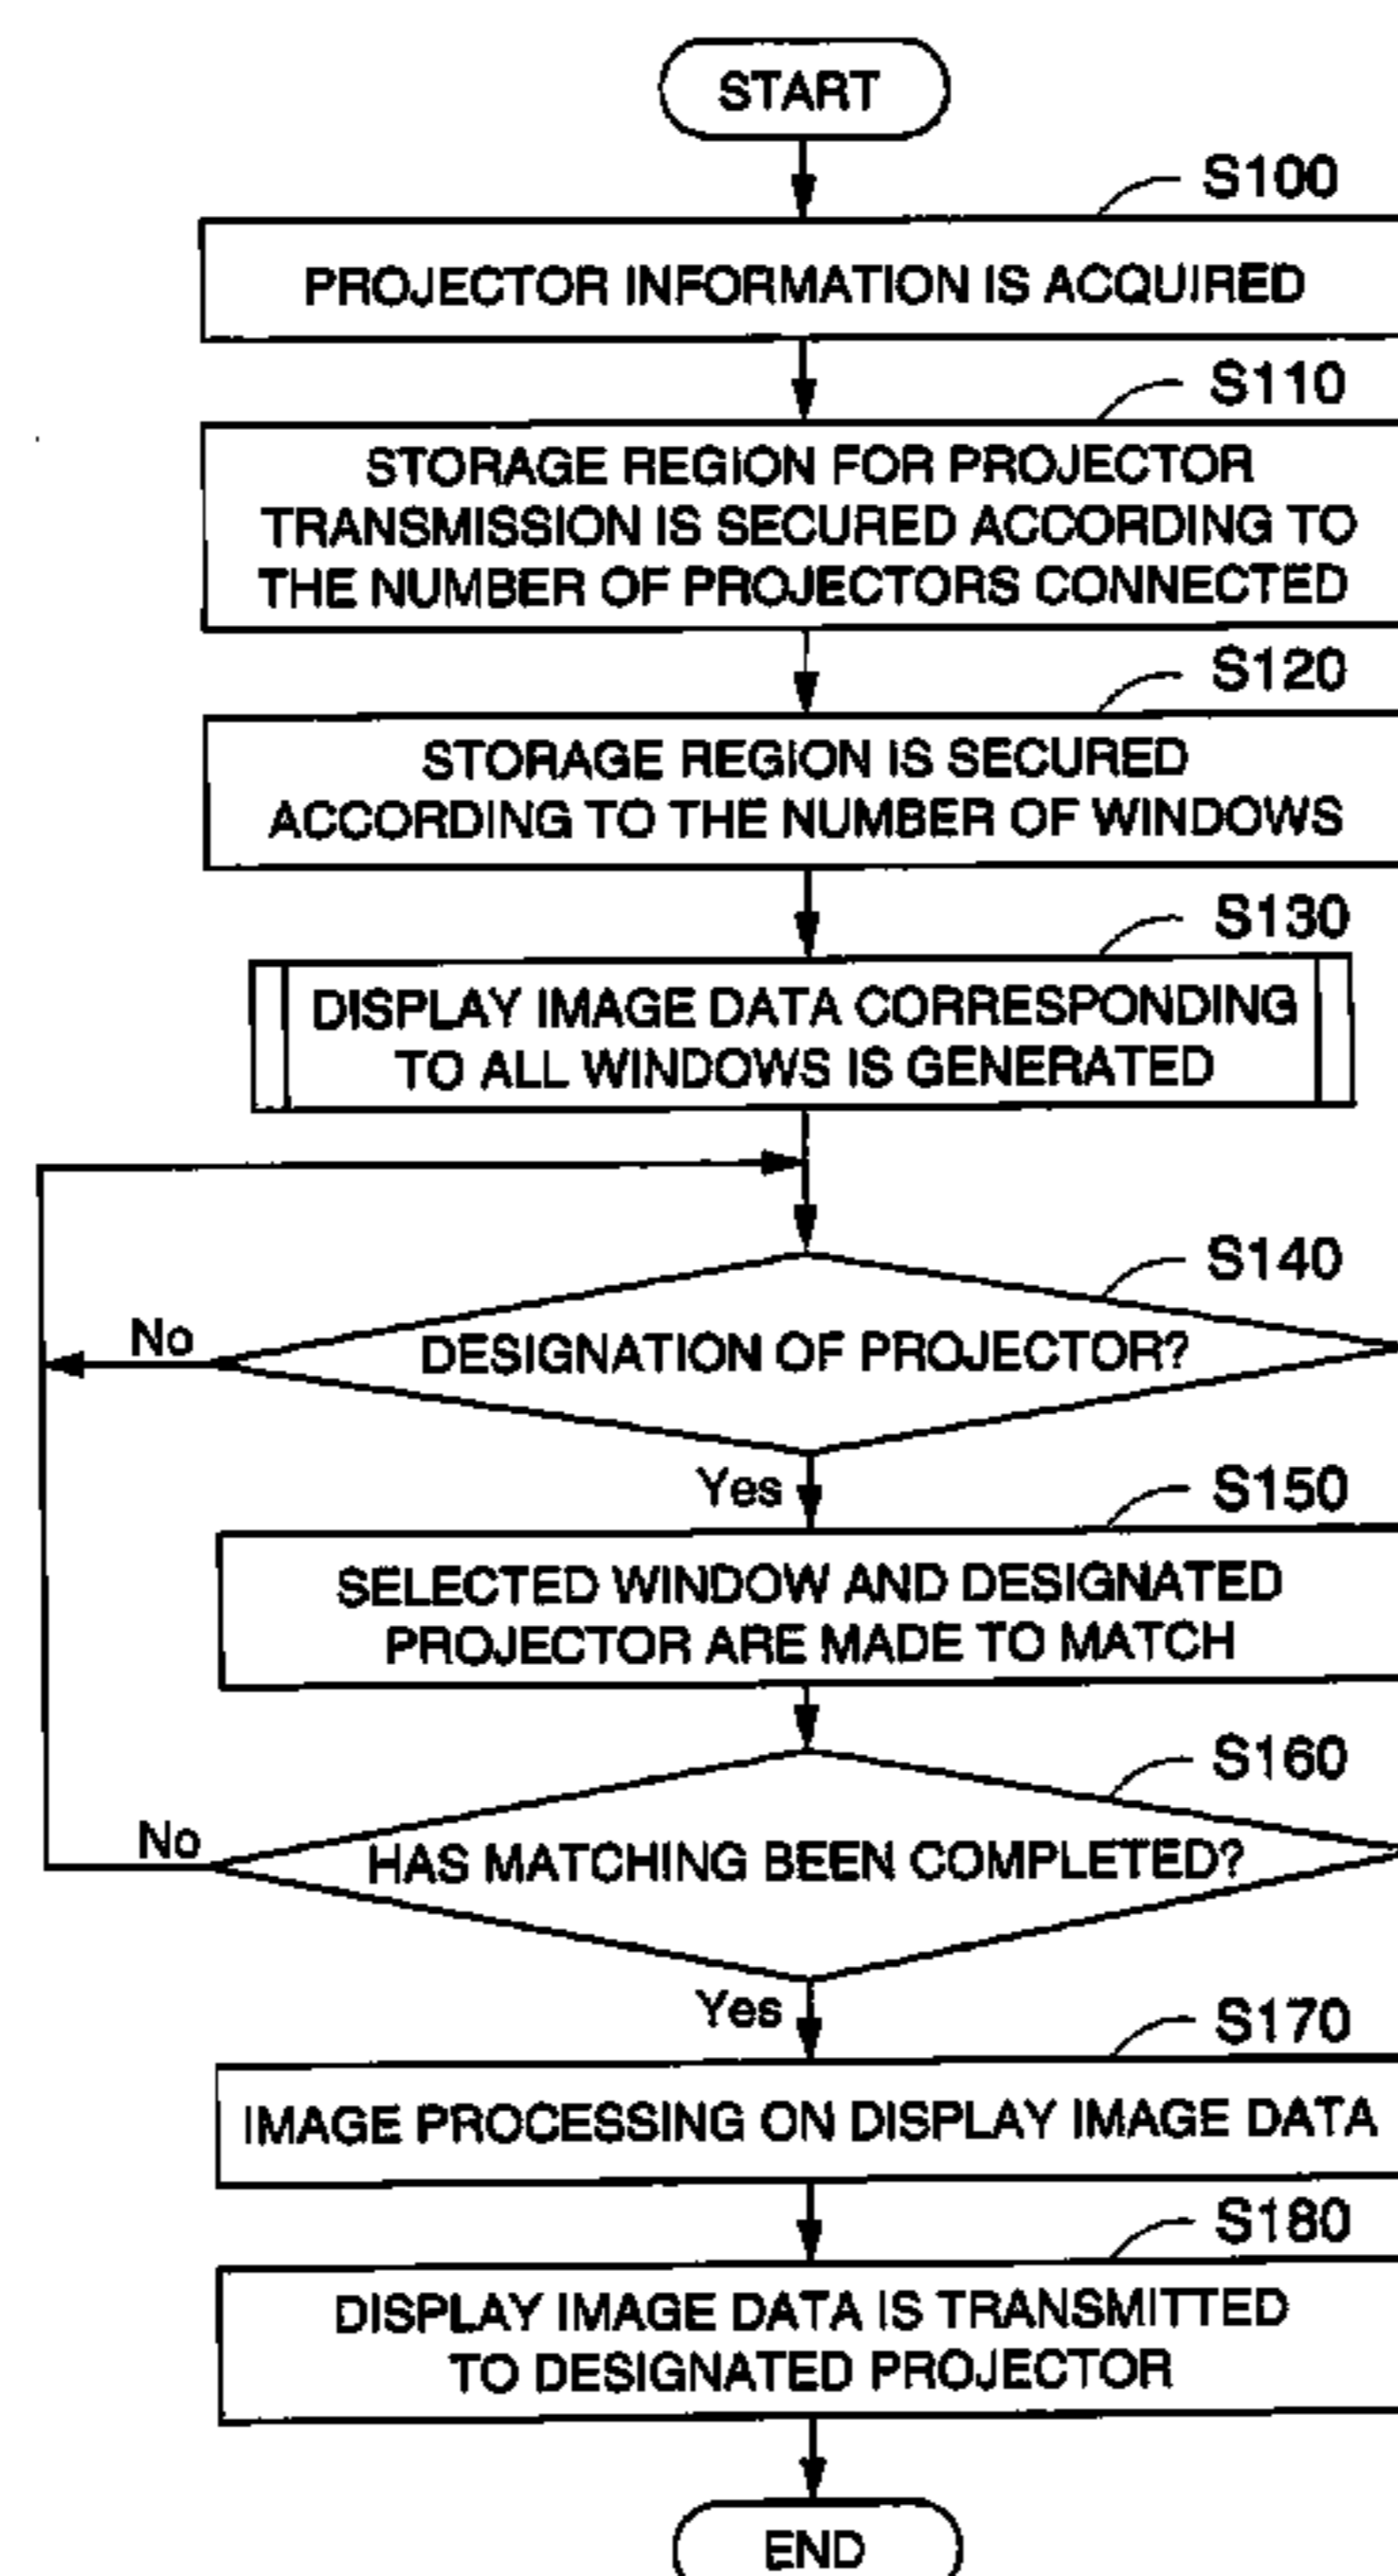 START
S100
PROJECTOR INFORMATION IS ACQUIRED
S110
STORAGE REGION FOR PROJECTOR
TRANSMISSION IS SECURED ACCORDING TO
THE NUMBER OF PROJECTORS CONNECTED
S120
STORAGE REGION IS SECURED
ACCORDING TO THE NUMBER OF WINDOWS
S130
DISPLAY IMAGE DATA CORRESPONDING
TO ALL WINDOWS IS GENERATED
S140
No
DESIGNATION OF PROJECTOR?
Yes
S150
SELECTED WINDOW AND DESIGNATED
PROJECTOR ARE MADE TO MATCH
S160
No
HAS MATCHING BEEN COMPLETED?
Yes
S170
IMAGE PROCESSING ON DISPLAY IMAGE DATA
S180
DISPLAY IMAGE DATA IS TRANSMITTED
TO DESIGNATED PROJECTOR
END